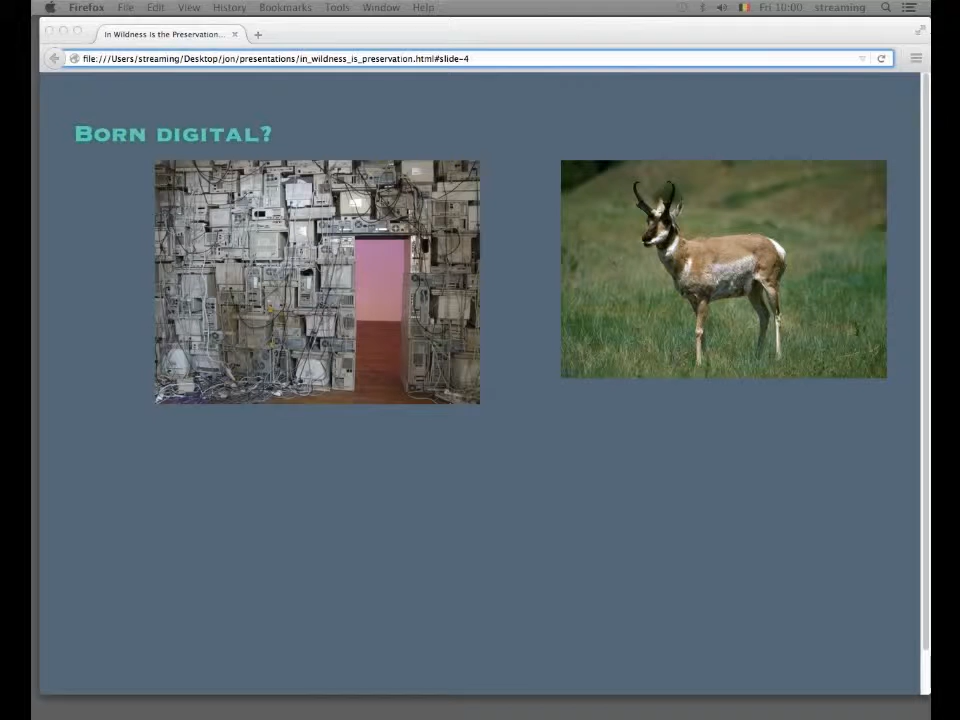 Firefox File Edit View History Bookmarks Tools Window Help Fri 10:00 streaming
In Wildness Is the Preservation...
file:///Users/streaming/Desktop/jon/presentations/in_wildness_is_preservation.html#slide-4
Born digital?